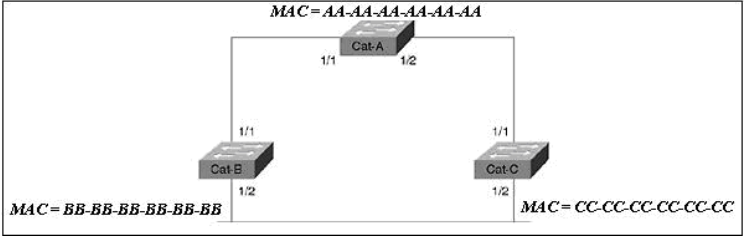 MAC = AA-AA-AA-AA-AA-AA
Cat-A
1/1
1/2
1/1
1/1
Cat-B
Cat-C
1/2
1/2
MAC = BB-BB-BB-BB-BB-BB
MAC = CC-CC-CC-CC-CC-CC